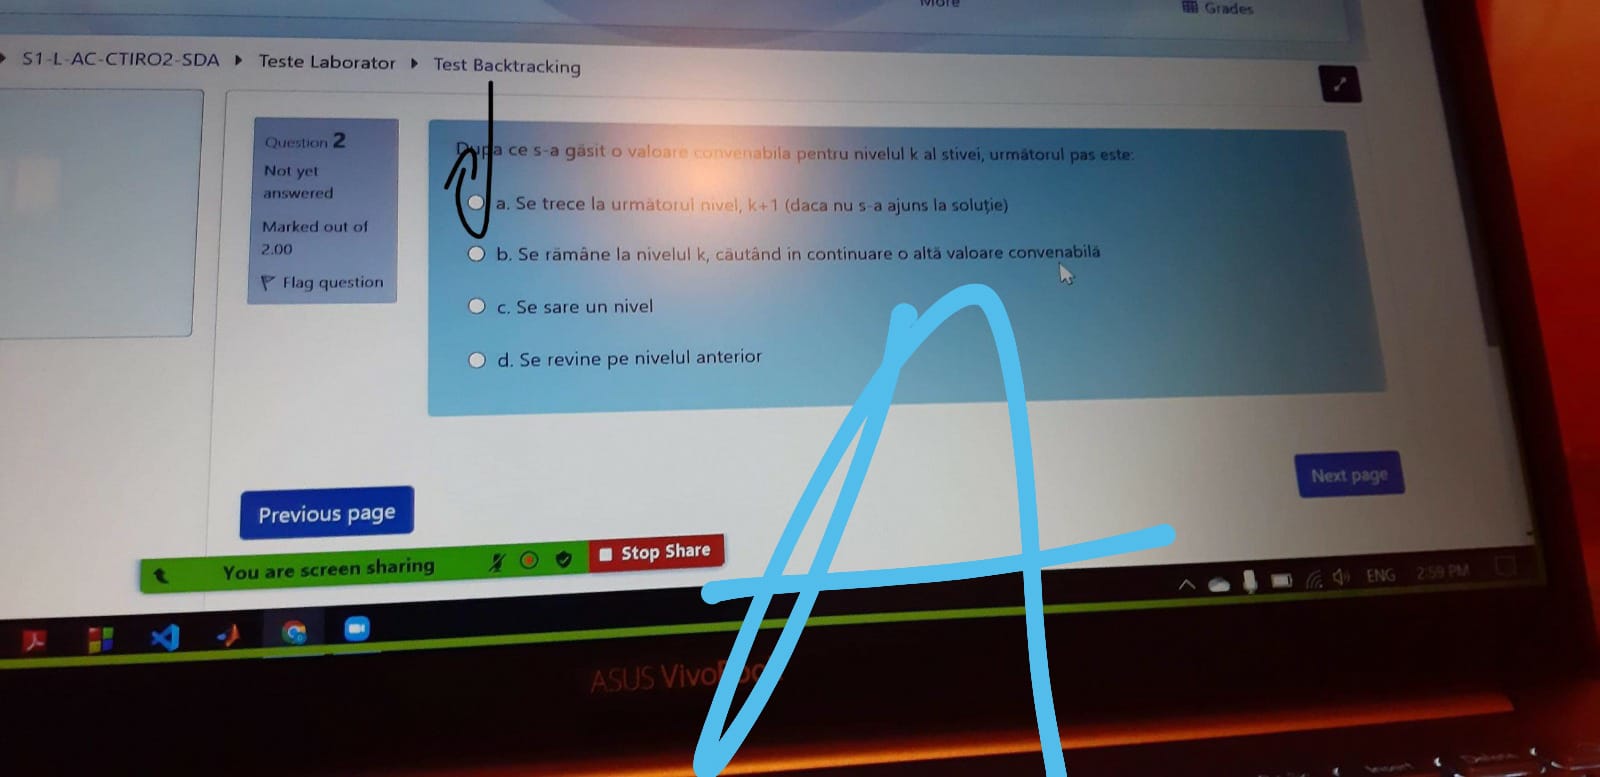 More
Grades
S1-L-AC-CTIRO2-SDA
Teste Laborator
Test Backtracking
Question 2
Not yet
answered
Marked out of
2.00
Flag question
Dupa ce s-a găsit o valoare convenabila pentru nivelul k al stivei, următorul pas este:
a. Se trece la următorul nivel, k+1 (daca nu s-a ajuns la soluție)
b. Se rămâne la nivelul k, căutând in continuare o altă valoare convenabilă
c. Se sare un nivel
d. Se revine pe nivelul anterior
A
Previous page
Next page
You are screen sharing
Stop Share
ENG
2:59 PM
ASUS